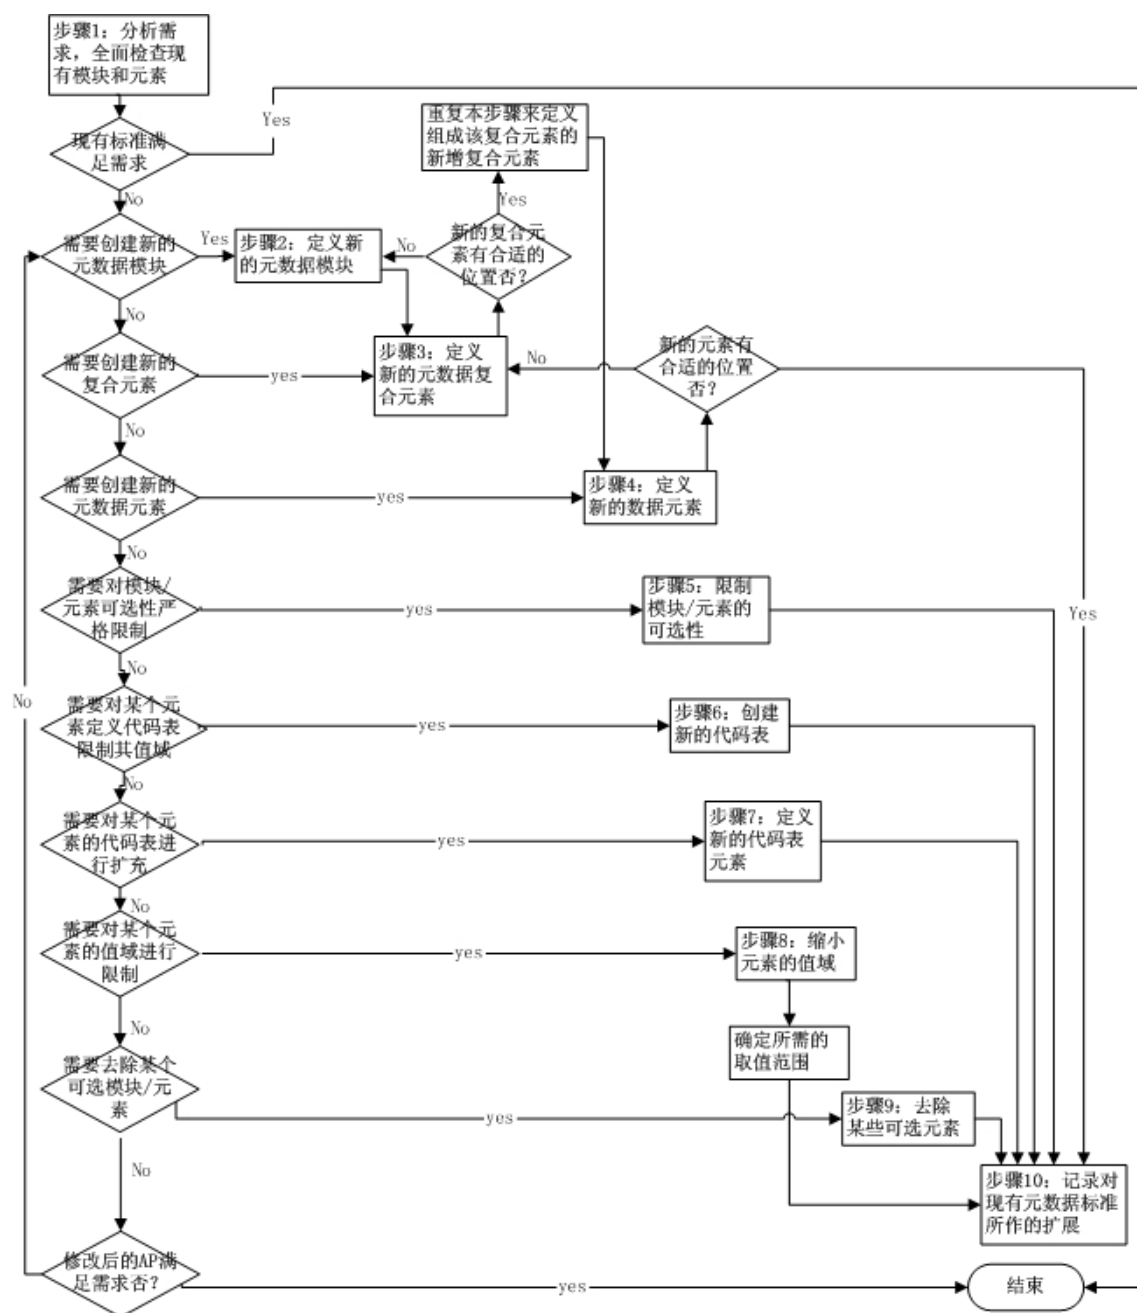 步骤1：分析需
求，全面检查现
有模块和元素
Yes
现有标准满
足需求
No
重复本步骤来定义
组成该复合元素的
新增复合元素
Yes
需要创建新的
元数据模块
Yes
步骤2：定义新
的元数据模块
No
新的复合元
素有合适的
位置否？
No
需要创建新的
复合元素
yes
步骤3：定义
新的元数据复
合元素
No
新的元素有
合适的位置
否？
No
需要创建新的
元数据元素
yes
步骤4：定义
新的数据元素
No
需要对模块/
元素可选性严
格限制
yes
步骤5：限制
模块/元素的
可选性
Yes
No
No
需要对某个元
素定义代码表
限制其值域
yes
步骤6：创建
新的代码表
No
需要对某个元
素的代码表进
行扩充
yes
步骤7：定义
新的代码表
元素
No
需要对某个元
素的值域进行
限制
yes
步骤8：缩小
元素的值域
No
确定所需的
取值范围
需要去除某个
可选模块/元
素
yes
步骤9：去除
某些可选元素
No
步骤10：记录对
现有元数据标准
所作的扩展
修改后的AP满
足需求否？
yes
结束